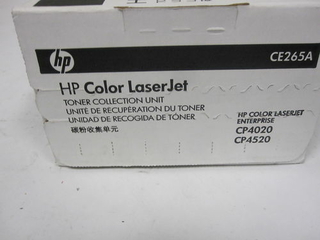 hp
CE265A
HP Color LaserJet
TONER COLLECTION UNIT
UNITÉ DE RÉCUPÉRATION DU TONER
UNIDAD DE RECOGIDA DE TÓNER
碳粉收集单元
HP COLOR LASERJET
ENTERPRISE
CP4020
CP4520